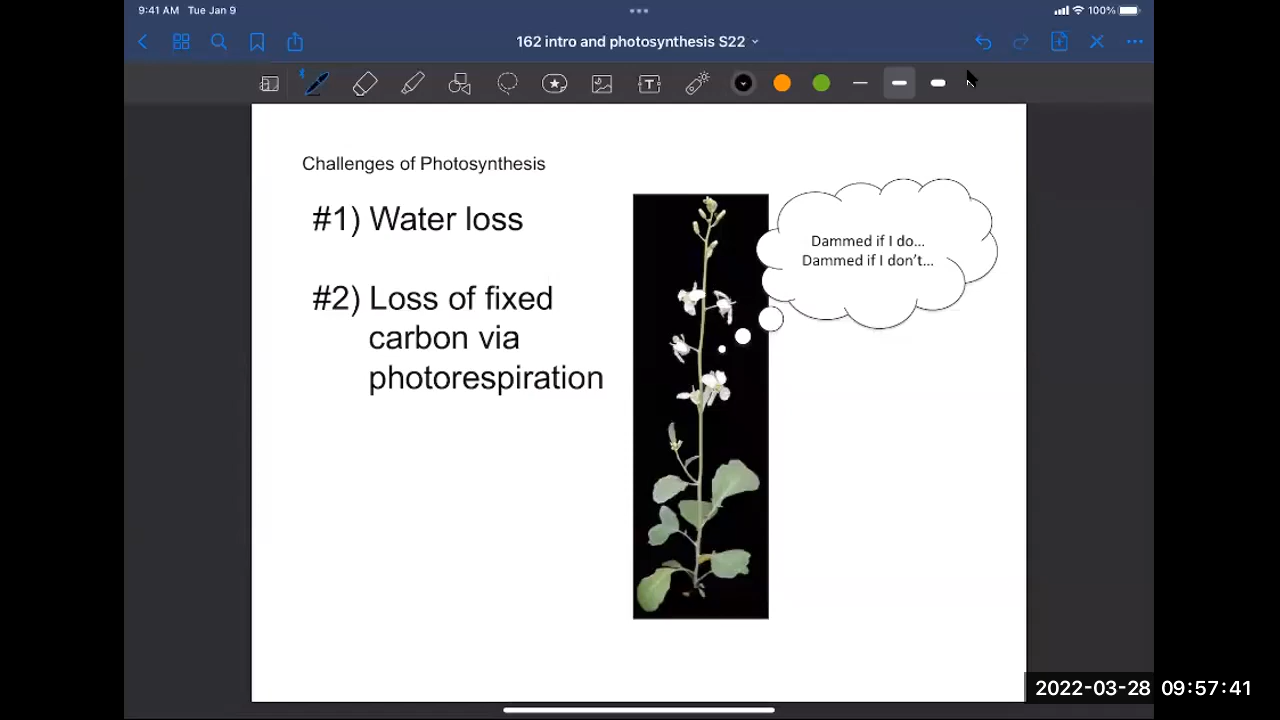 9:41 AM Tue Jan 9
100%
162 intro and photosynthesis S22
T
Challenges of Photosynthesis
#1) Water loss
#2) Loss of fixed
carbon via
photorespiration
Dammed if I do...
Dammed if I don't...
2022-03-28 09:57:41